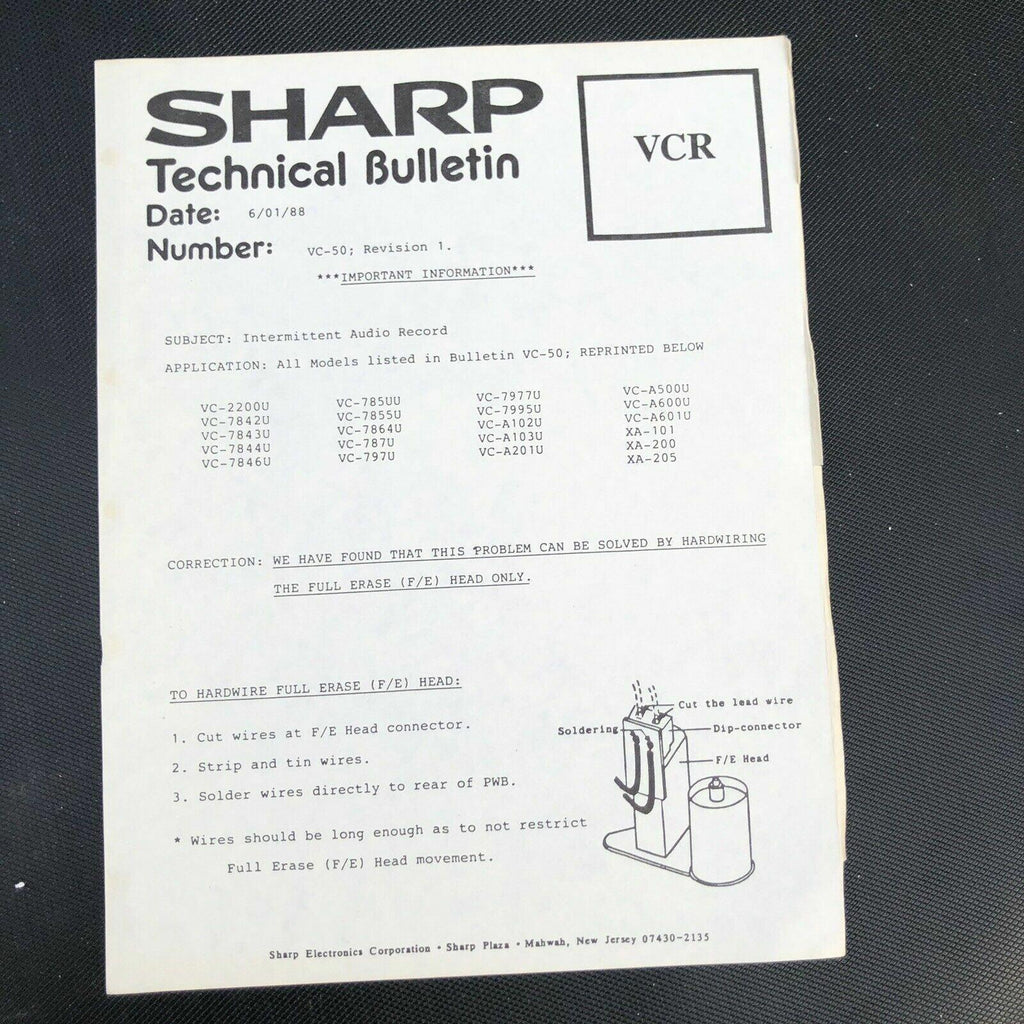 SHARP
VCR
Technical Bulletin
Date: 6/01/88
Number: VC-50; Revision 1.
***IMPORTANT INFORMATION***
SUBJECT: Intermittent Audio Record
APPLICATION: All Models listed in Bulletin VC-50; REPRINTED BELOW
VC-2200U VC-785UU VC-7977U VC-A500U
VC-7842U VC-7855U VC-7995U VC-A600U
VC-7843U VC-7864U VC-A102U VC-A601U
VC-7844U VC-787U VC-A103U XA-101
VC-7846U VC-797U VC-A201U XA-200
XA-205
CORRECTION: WE HAVE FOUND THAT THIS PROBLEM CAN BE SOLVED BY HARDWIRING
THE FULL ERASE (F/E) HEAD ONLY.
TO HARDWIRE FULL ERASE (F/E) HEAD:
1. Cut wires at F/E Head connector.
2. Strip and tin wires.
3. Solder wires directly to rear of PWB.
* Wires should be long enough as to not restrict
Full Erase (F/E) Head movement.
Cut the lead wire
Soldering
Dip-connector
F/E Head
Sharp Electronics Corporation • Sharp Plaza • Mahwah, New Jersey 07430-2135